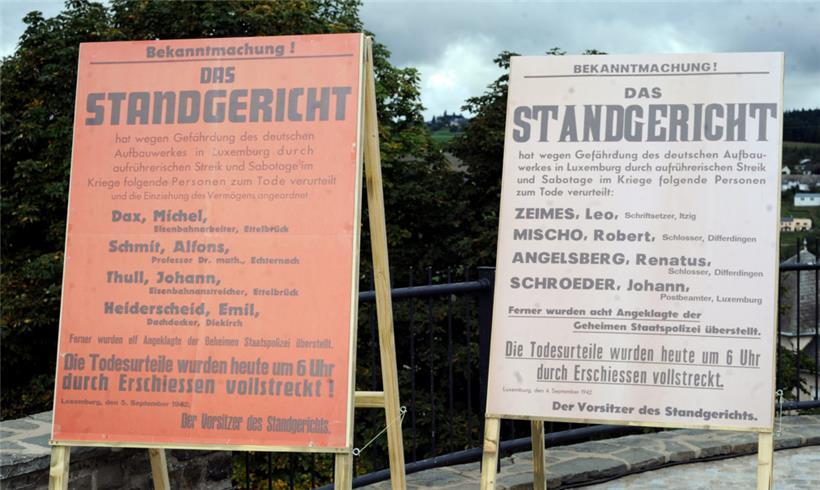 Bekanntmachung !
DAS
STANDGERICHT
hat wegen Gefährdung des deutschen
Aufbauwerkes in Luxemburg durch
aufrührerischen Streik und Sabotage im
Kriege folgende Personen zum Tode verurteilt
und die Einziehung des Vermögens angeordnet
Dax, Michel,
Eisenbahnarbeiter, Ettelbrück
Schmit, Alfons,
Professor Dr. math., Echternach
Thull, Johann,
Eisenbahnanstreicher, Ettelbrück
Heiderscheid, Emil,
Dachdecker, Diekirch
Ferner wurden elf Angeklagte der Geheimen Staatspolizei überstellt.
Die Todesurteile wurden heute um 6 Uhr
durch Erschiessen vollstreckt !
Luxemburg, den 5. September 1942.
Der Vorsitzer des Standgerichts.
BEKANNTMACHUNG!
DAS
STANDGERICHT
hat wegen Gefährdung des deutschen Aufbau-
werkes in Luxemburg durch aufrührerischen Streik
und Sabotage im Kriege folgende Personen
zum Tode verurteilt:
ZEIMES, Leo, Schriftsetzer, Itzig
MISCHO, Robert, Schlosser, Differdingen
ANGELSBERG, Renatus,
Schlosser, Differdingen
SCHROEDER, Johann,
Postbeamter, Luxemburg
Ferner wurden acht Angeklagte der
Geheimen Staatspolizei überstellt.
Die Todesurteile wurden heute um 6 Uhr
durch Erschiessen vollstreckt.
Luxemburg, den 4. September 1942
Der Vorsitzer des Standgerichts.